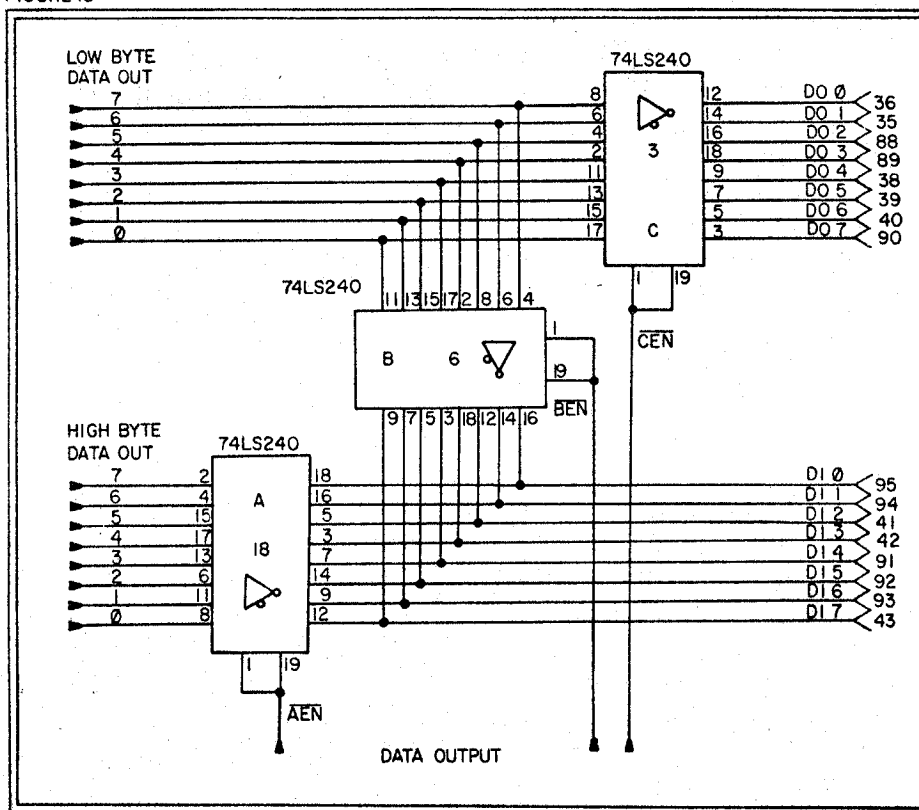 LOW BYTE
DATA OUT
74LS240
7 8 12 DO 0 36
6 6 14 DO 1 35
5 4 16 DO 2 88
4 2 3 18 DO 3 89
3 11 9 DO 4 38
2 13 7 DO 5 39
1 15 5 DO 6 40
0 17 C 3 DO 7 90
1 19
74LS240
11 13 15 17 2 8 6 4
CEN
1
B 6
19
BEN
9 7 5 3 18 12 14 16
HIGH BYTE
DATA OUT
74LS240
7 2 18 DI 0 95
6 4 A 16 DI 1 94
5 15 5 DI 2 41
4 17 18 3 DI 3 42
3 13 7 DI 4 91
2 6 14 DI 5 92
1 11 9 DI 6 93
0 8 12 DI 7 43
1 19
AEN
DATA OUTPUT